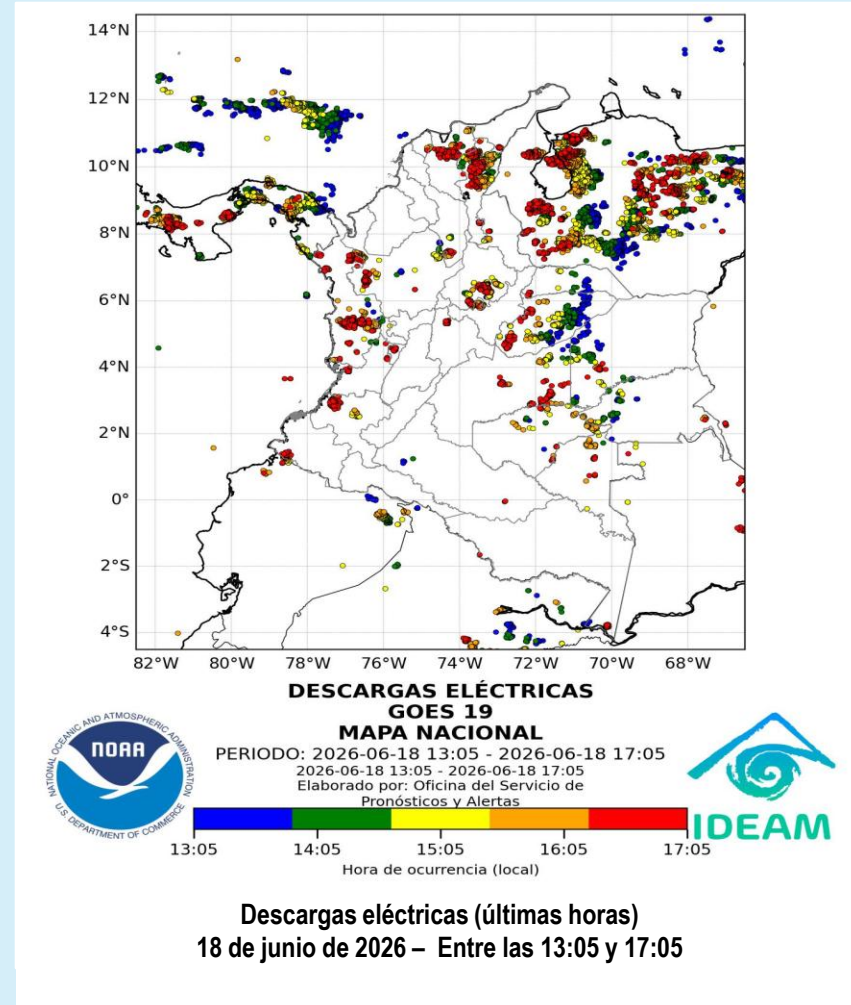 14°N
12°N
10°N
8°N
6°N
4°N
2°N
0°
2°S
4°S
82°W 80°W 78°W 76°W 74°W 72°W 70°W 68°W
DESCARGAS ELÉCTRICAS
GOES 19
MAPA NACIONAL
PERIODO: 2026-06-18 13:05 - 2026-06-18 17:05
2026-06-18 13:05 - 2026-06-18 17:05
Elaborado por: Oficina del Servicio de
Pronósticos y Alertas
NATIONAL OCEANIC AND ATMOSPHERIC ADMINISTRATION
NOAA
U.S. DEPARTMENT OF COMMERCE
IDEAM
13:05 14:05 15:05 16:05 17:05
Hora de ocurrencia (local)
Descargas eléctricas (últimas horas)
18 de junio de 2026 – Entre las 13:05 y 17:05